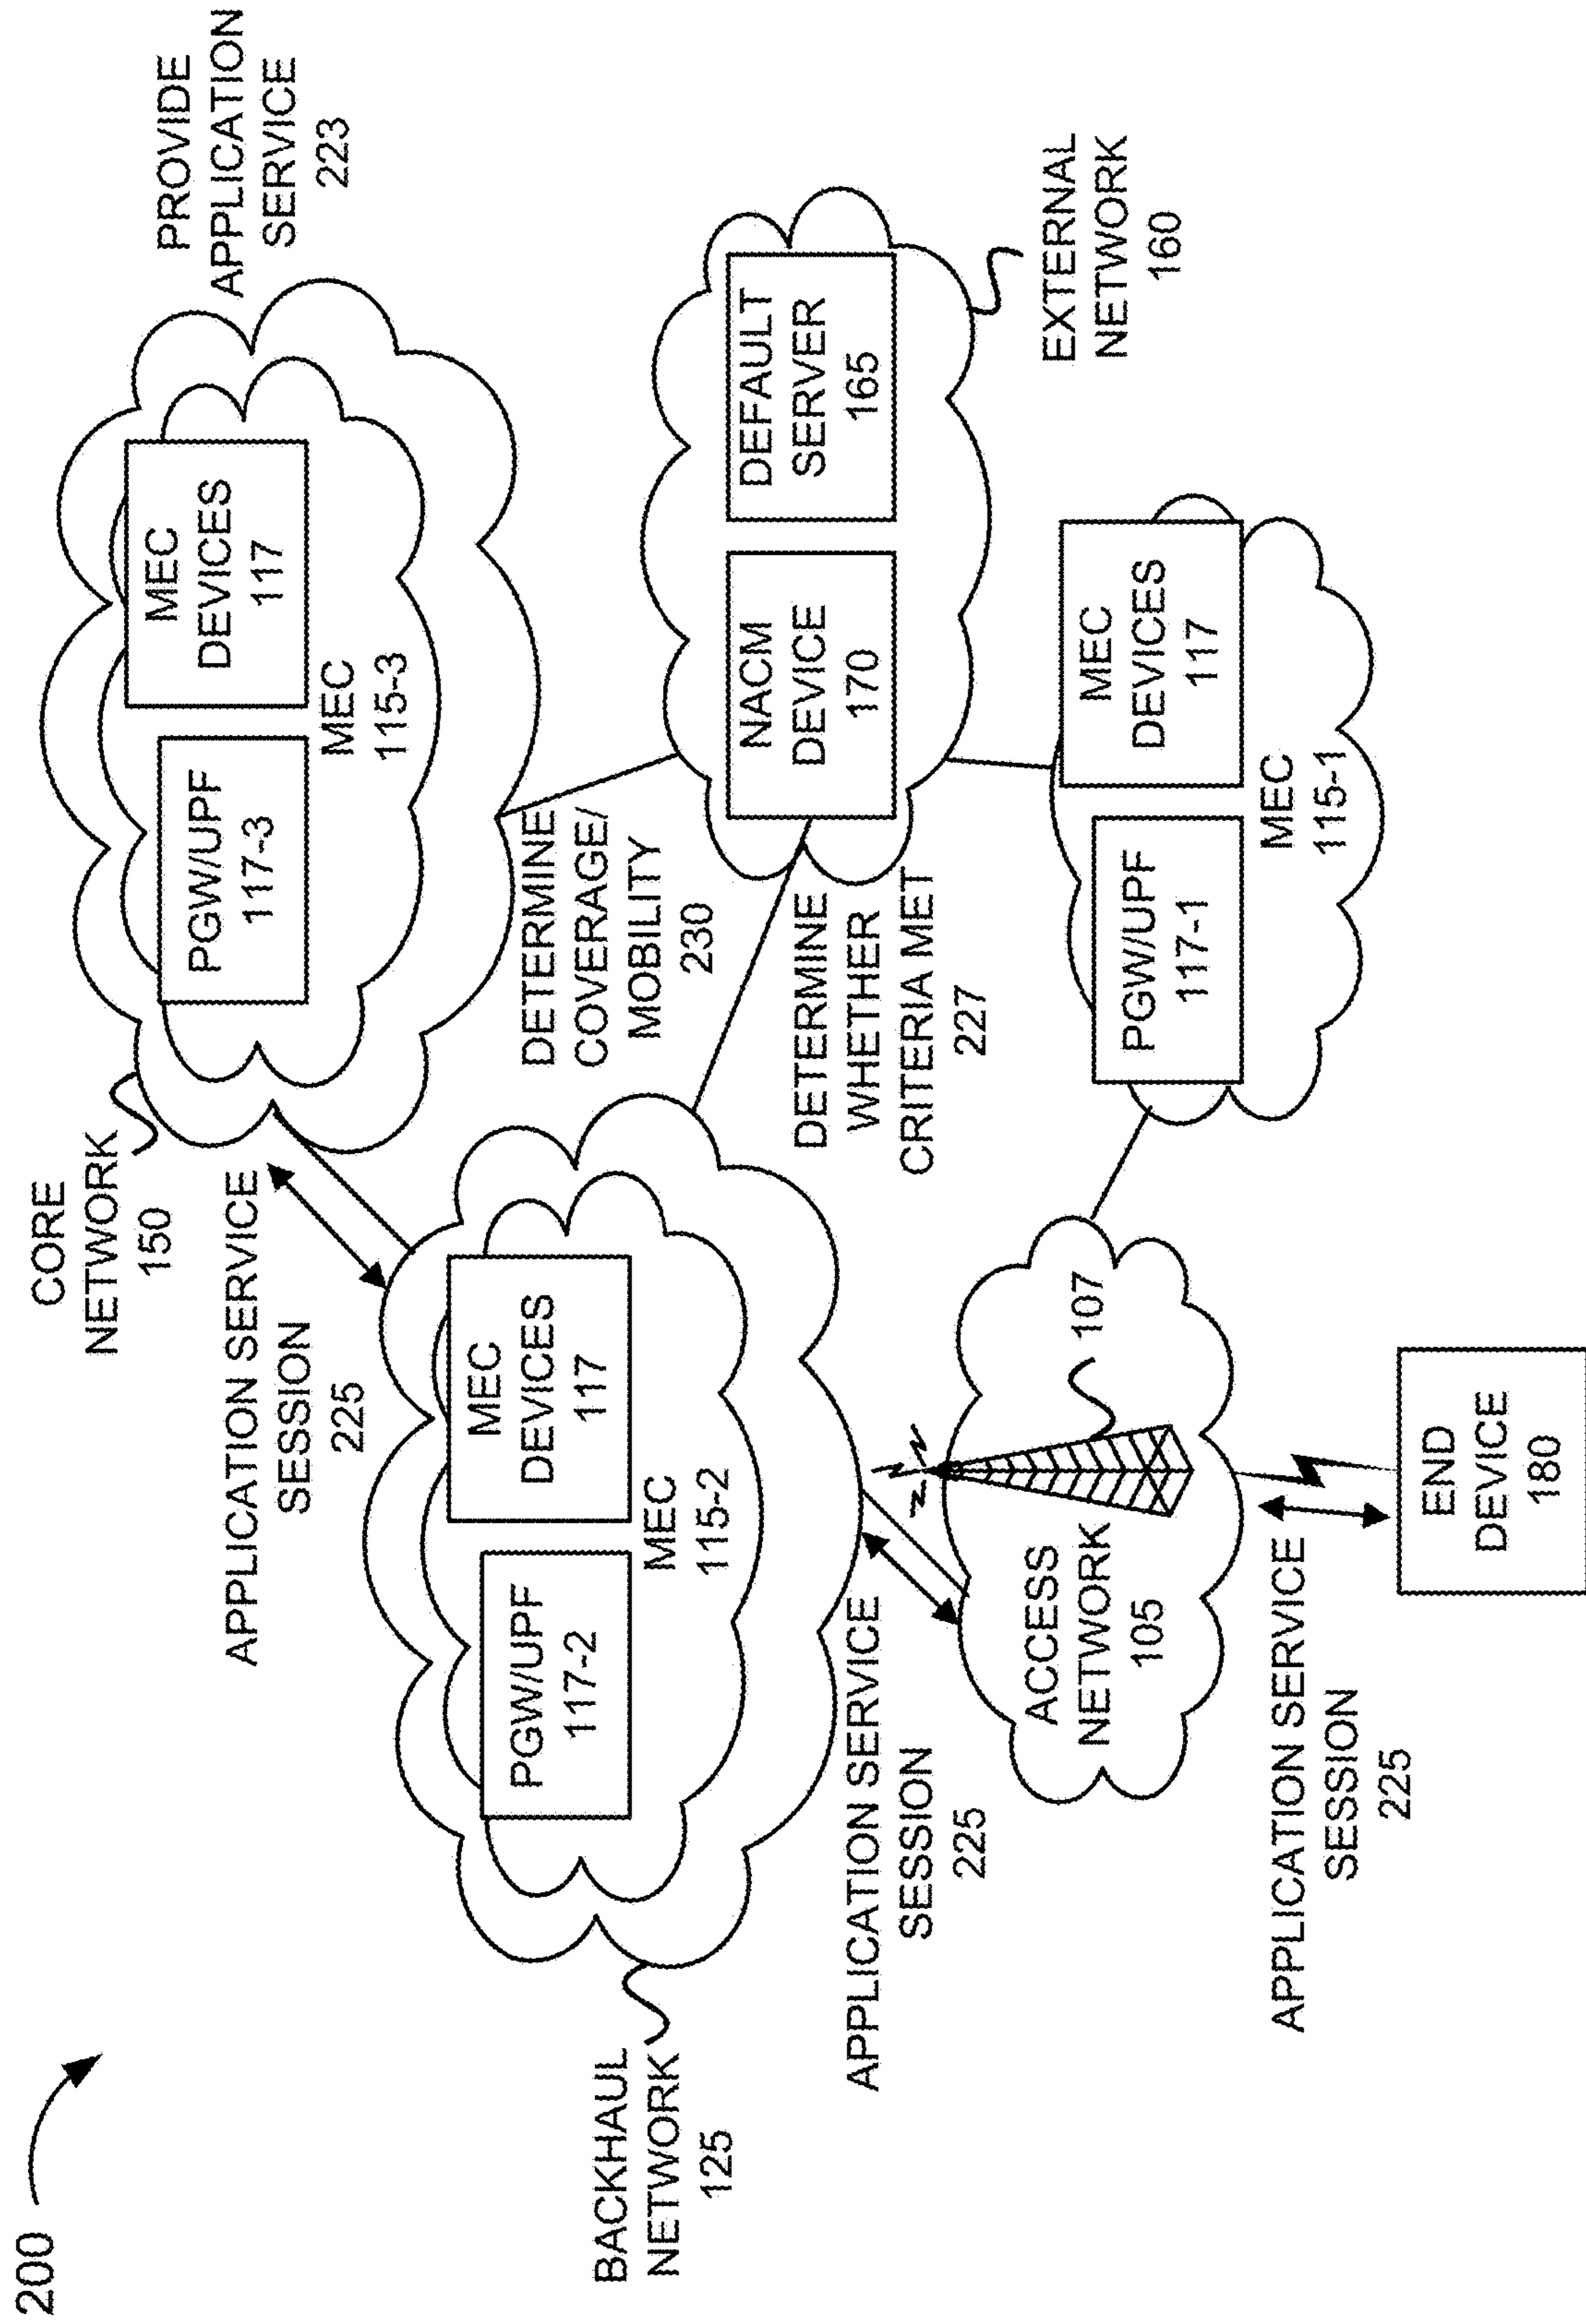 200
CORE
NETWORK
150
PROVIDE
APPLICATION
SERVICE
223
APPLICATION SERVICE
SESSION
225
PGW/UPF
117-3
MEC
DEVICES
117
MEC
115-3
BACKHAUL
NETWORK
125
PGW/UPF
117-2
MEC
DEVICES
117
MEC
115-2
DETERMINE
COVERAGE/
MOBILITY
230
NACM
DEVICE
170
DEFAULT
SERVER
165
EXTERNAL
NETWORK
160
DETERMINE
WHETHER
CRITERIA MET
227
APPLICATION SERVICE
SESSION
225
ACCESS
NETWORK
105
107
PGW/UPF
117-1
MEC
DEVICES
117
MEC
115-1
APPLICATION SERVICE
SESSION
225
END
DEVICE
180